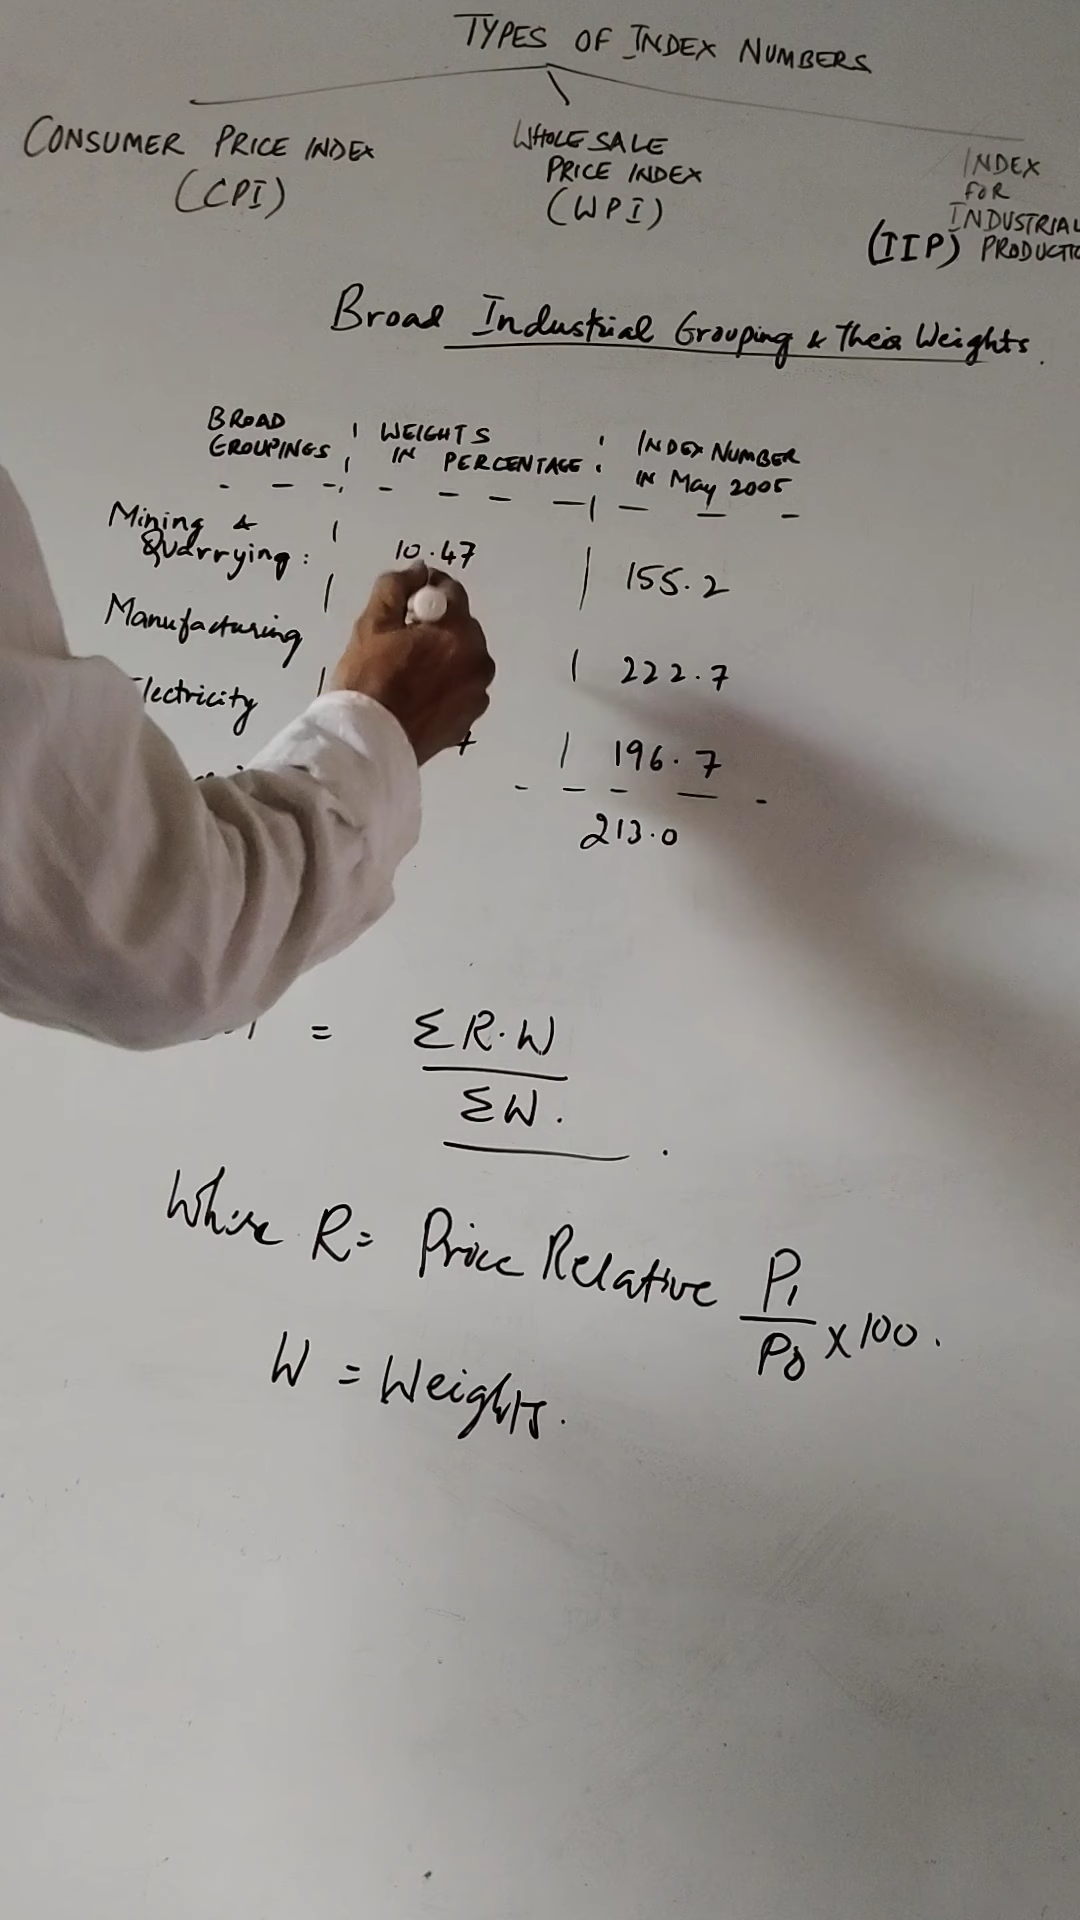 TYPES OF INDEX NUMBERS
CONSUMER PRICE INDEX
(CPI)
WHOLESALE
PRICE INDEX
(WPI)
INDEX
FOR
INDUSTRIAL
(IIP) PRODUCTIO
Broad Industrial Grouping & Their Weights.
BROAD
GROUPINGS
WEIGHTS
IN PERCENTAGE
INDEX NUMBER
IN May 2005
Mining &
Quarrying: 10.47 155.2
Manufacturing 222.7
lectricity 196.7
213.0
= ΣR.W
ΣW.
Where R = Price Relative P1
P0 X 100.
W = Weights.